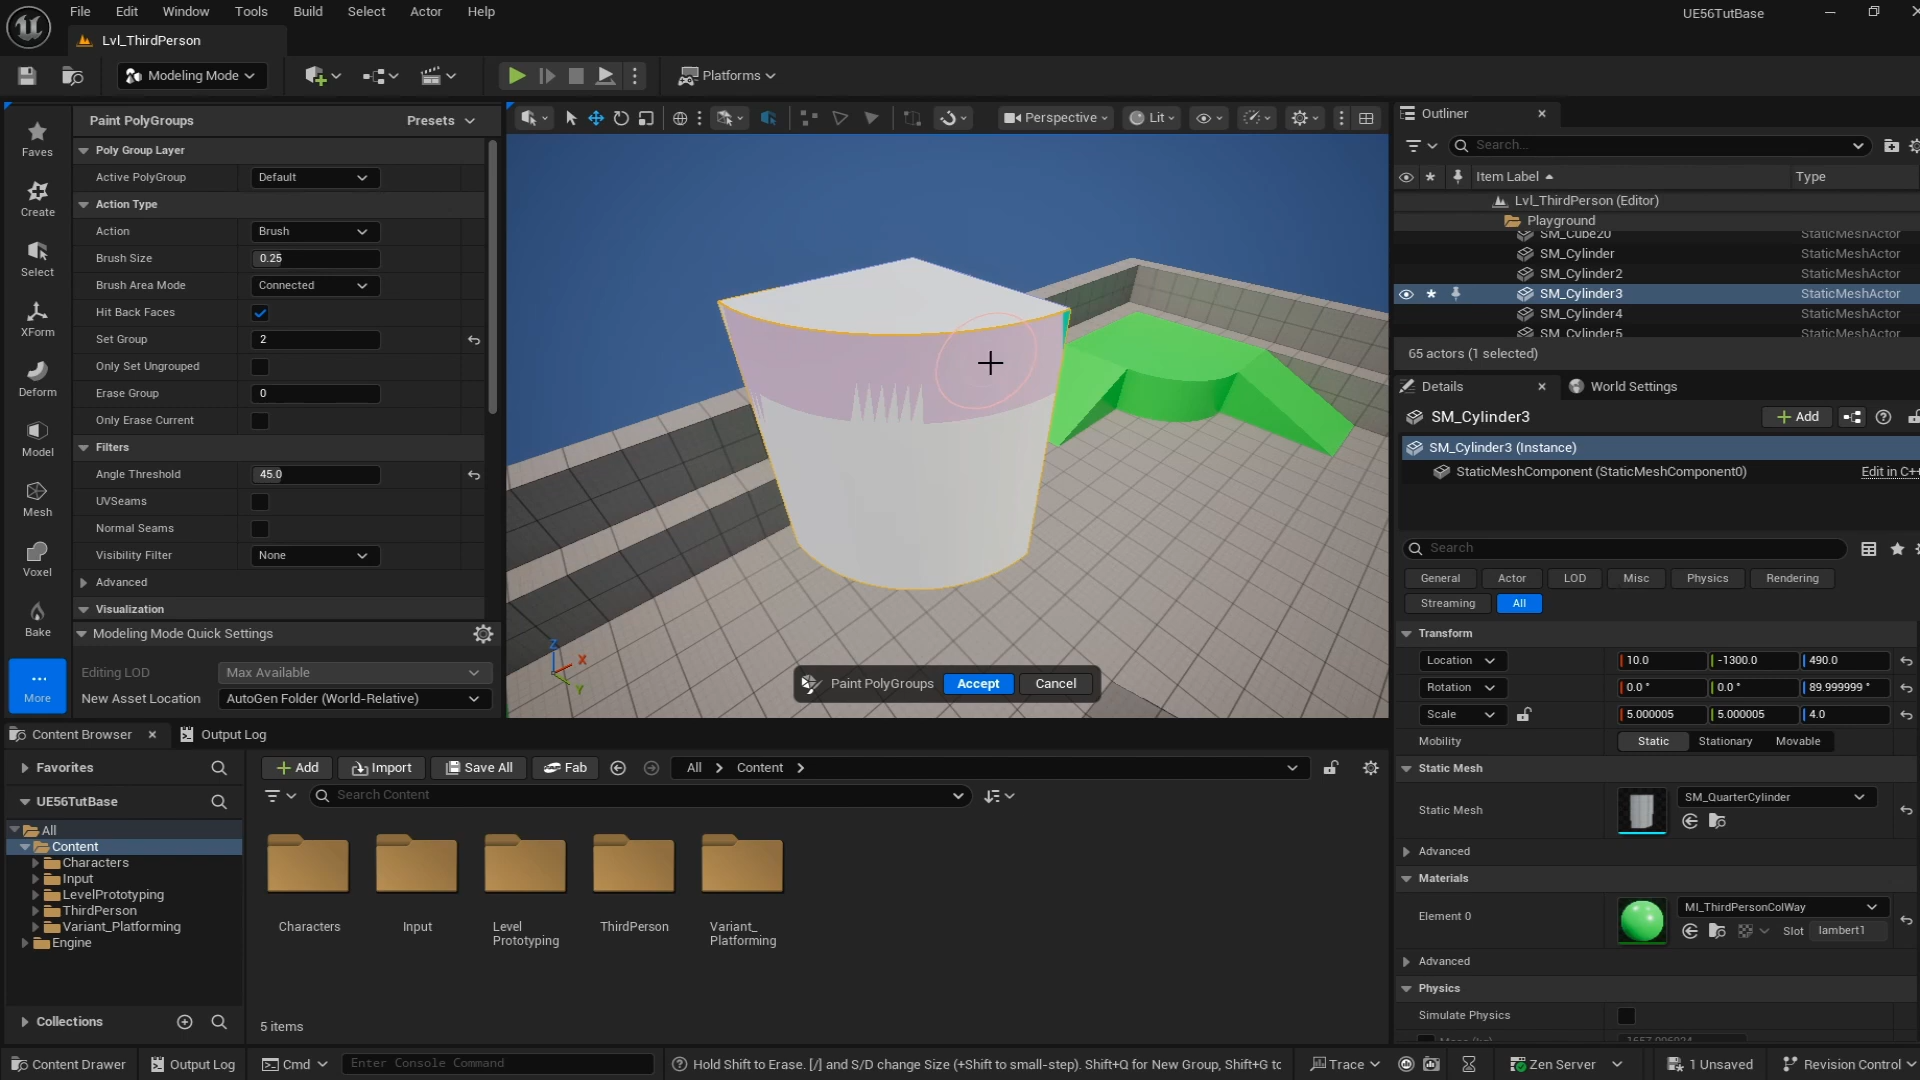 File Edit Window Tools Build Select Actor Help
UE56TutBase
Lvl_ThirdPerson
Modeling Mode
Platforms
Faves
Create
Select
XForm
Deform
Model
Mesh
Voxel
Bake
More
Paint PolyGroups Presets
Poly Group Layer
Active PolyGroup Default
Action Type
Action Brush
Brush Size 0.25
Brush Area Mode Connected
Hit Back Faces
Set Group 2
Only Set Ungrouped
Erase Group 0
Only Erase Current
Filters
Angle Threshold 45.0
UVSeams
Normal Seams
Visibility Filter None
Advanced
Visualization
Modeling Mode Quick Settings
Editing LOD Max Available
New Asset Location AutoGen Folder (World-Relative)
Perspective Lit
Z
X
Y
Paint PolyGroups Accept Cancel
Outliner
Search...
Item Label Type
Lvl_ThirdPerson (Editor)
Playground
SM_Cube20 StaticMeshActor
SM_Cylinder StaticMeshActor
SM_Cylinder2 StaticMeshActor
SM_Cylinder3 StaticMeshActor
SM_Cylinder4 StaticMeshActor
SM_Cylinder5 StaticMeshActor
65 actors (1 selected)
Details World Settings
SM_Cylinder3 Add
SM_Cylinder3 (Instance)
StaticMeshComponent (StaticMeshComponent0) Edit in C++
Search
General Actor LOD Misc Physics Rendering
Streaming All
Transform
Location 10.0 -1300.0 490.0
Rotation 0.0 ° 0.0 ° 89.999999 °
Scale 5.000005 5.000005 4.0
Mobility Static Stationary Movable
Static Mesh
Static Mesh SM_QuarterCylinder
Advanced
Materials
Element 0 MI_ThirdPersonColWay
Slot lambert1
Advanced
Physics
Simulate Physics
Content Browser Output Log
Favorites
UE56TutBase
All
Content
Characters
Input
LevelPrototyping
ThirdPerson
Variant_Platforming
Engine
Collections
Add Import Save All Fab All Content
Search Content
Characters
Input
Level Prototyping
ThirdPerson
Variant_ Platforming
5 items
Content Drawer Output Log Cmd Enter Console Command Hold Shift to Erase. [/] and S/D change Size (+Shift to small-step). Shift+Q for New Group, Shift+G tc Trace Zen Server 1 Unsaved Revision Control